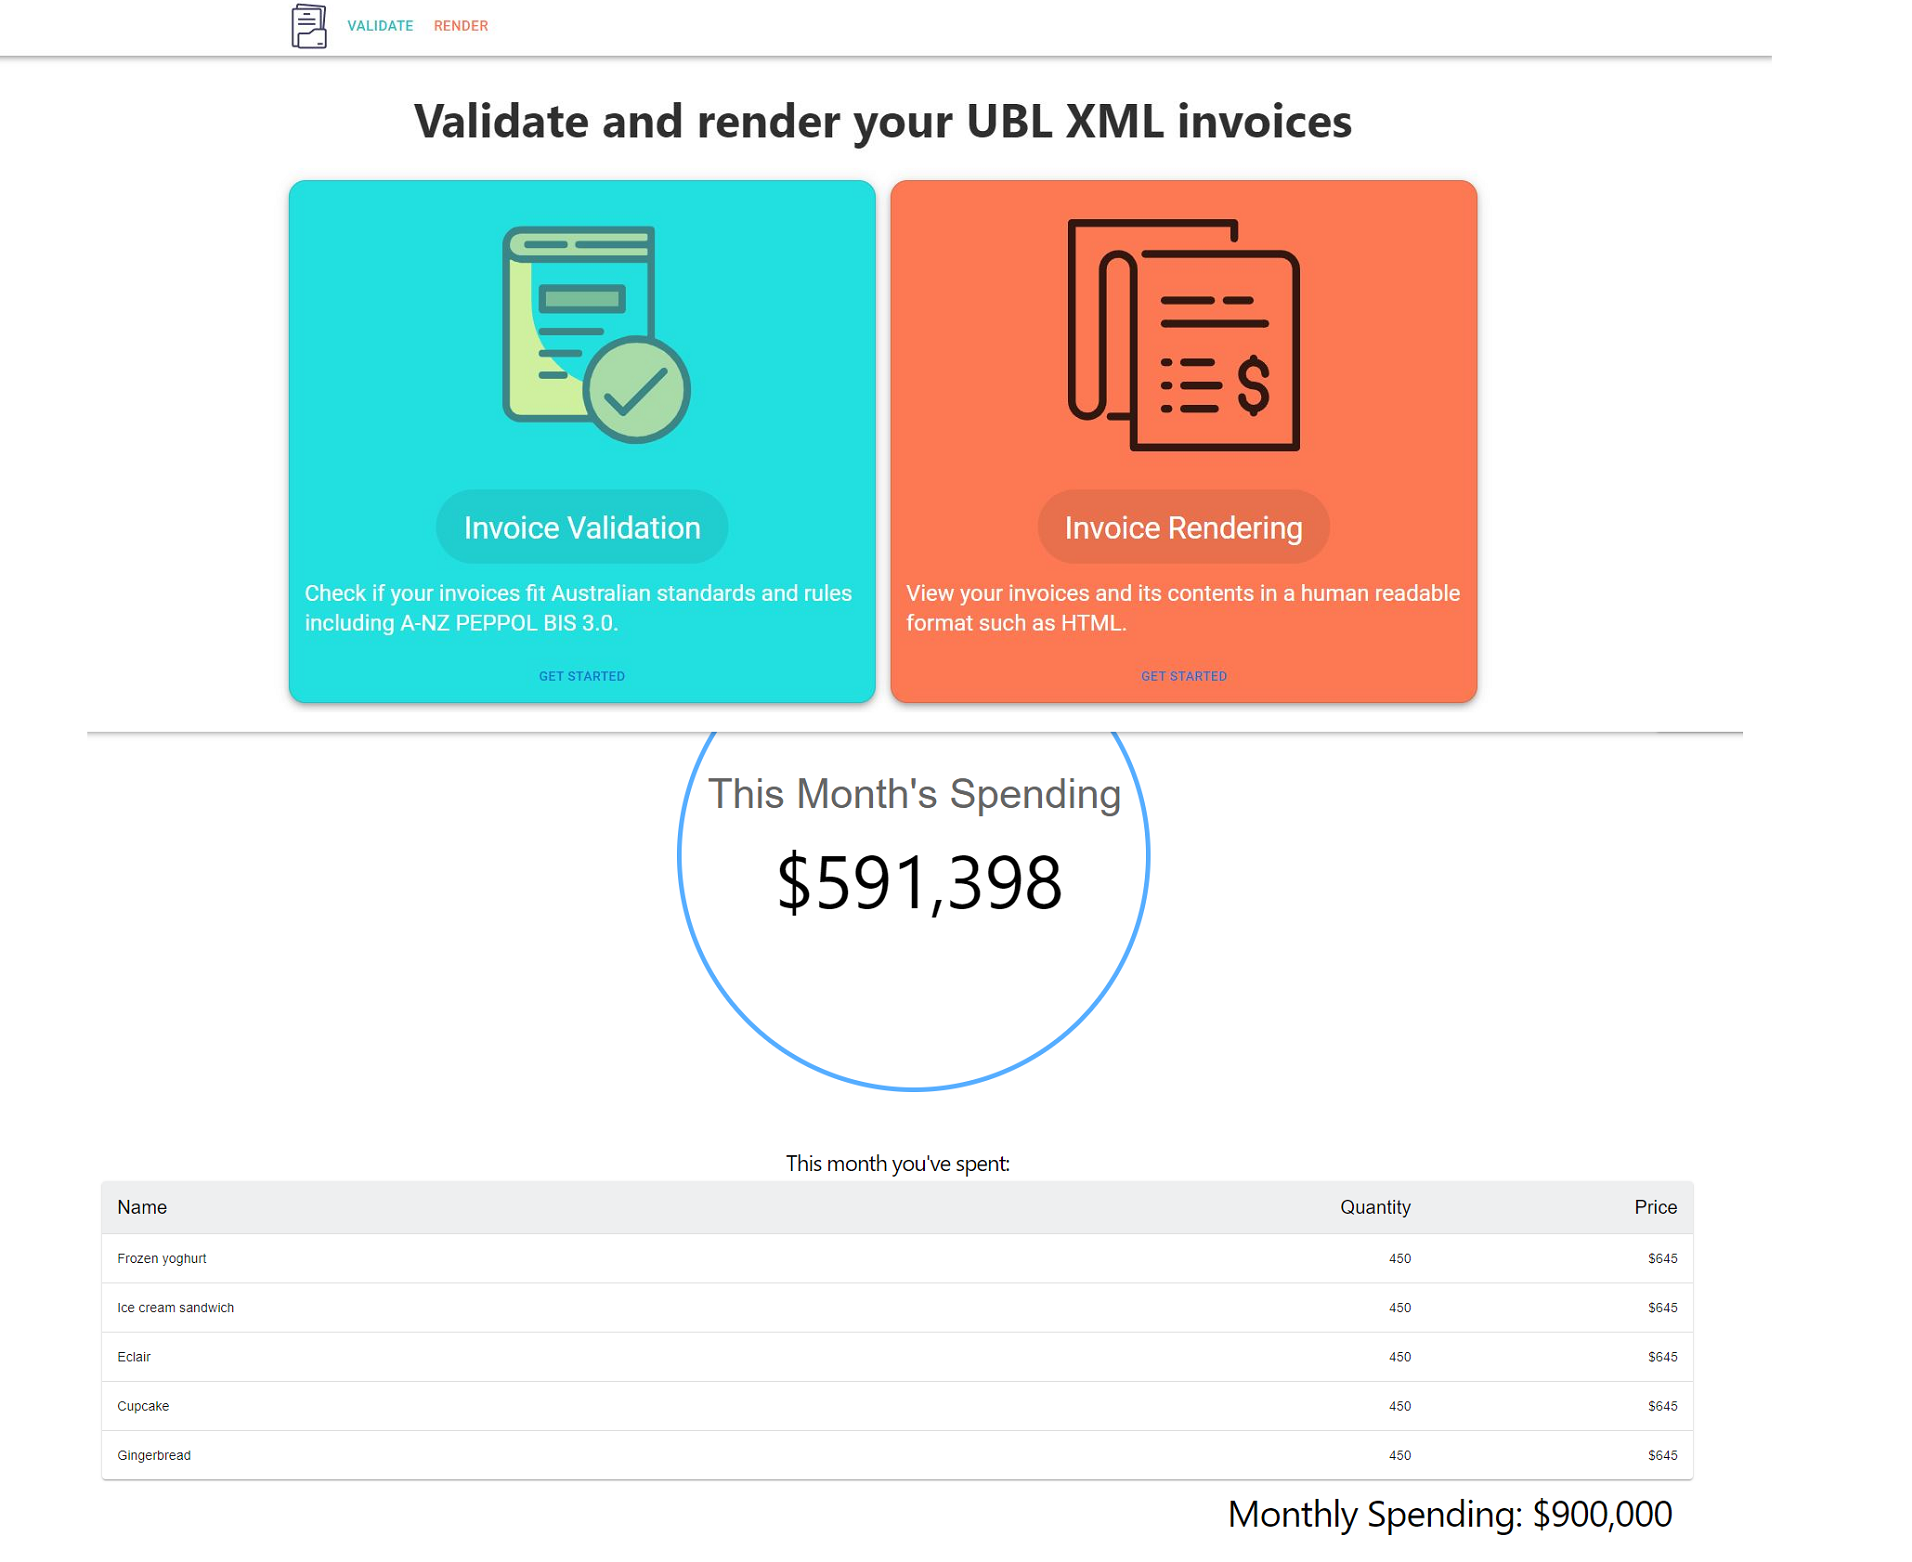 VALIDATE RENDER
Validate and render your UBL XML invoices
$
Invoice Validation
Check if your invoices fit Australian standards and rules
including A-NZ PEPPOL BIS 3.0.
GET STARTED
Invoice Rendering
View your invoices and its contents in a human readable
format such as HTML.
GET STARTED
This Month's Spending
$591,398
This month you've spent:
Name Quantity Price
Frozen yoghurt 450 $645
Ice cream sandwich 450 $645
Eclair 450 $645
Cupcake 450 $645
Gingerbread 450 $645
Monthly Spending: $900,000